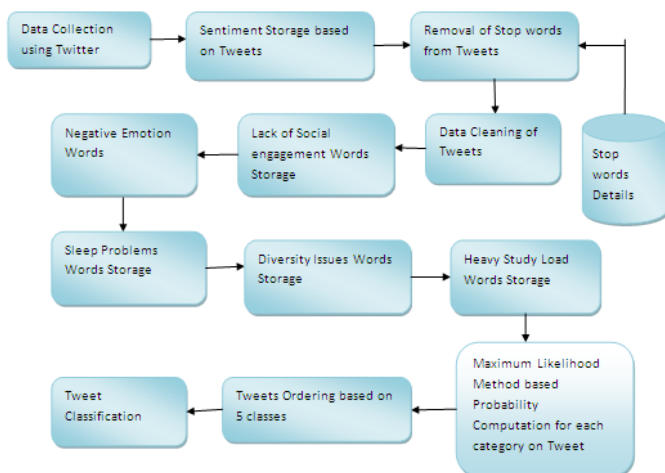 Data Collection
using Twitter
Sentiment Storage based
on Tweets
Removal of Stop words
from Tweets
Stop
words
Details
Data Cleaning of
Tweets
Lack of Social
engagement Words
Storage
Negative Emotion
Words
Sleep Problems
Words Storage
Diversity Issues Words
Storage
Heavy Study Load
Words Storage
Maximum Likelihood
Method based
Probability
Computation for each
category on Tweet
Tweets Ordering based on
5 classes
Tweet
Classification